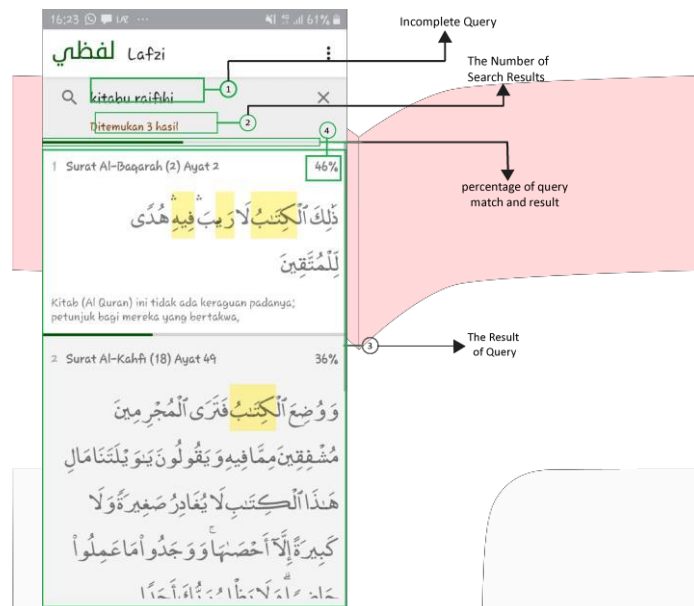 16:23 61%
لفظي Lafzi
kitabu raifihi
Ditemukan 3 hasil
1 Surat Al-Baqarah (2) Ayat 2 46%
ذَٰلِكَ ٱلْكِتَـٰبُ لَا رَيْبَ ۛ فِيهِ ۛ هُدًى
لِّلْمُتَّقِينَ
Kitab (Al Quran) ini tidak ada keraguan padanya;
petunjuk bagi mereka yang bertakwa,
2 Surat Al-Kahfi (18) Ayat 49 36%
وَوُضِعَ ٱلْكِتَـٰبُ فَتَرَى ٱلْمُجْرِمِينَ
مُشْفِقِينَ مِمَّا فِيهِ وَيَقُولُونَ يَـٰوَيْلَتَنَا مَالِ
هَـٰذَا ٱلْكِتَـٰبِ لَا يُغَادِرُ صَغِيرَةً وَلَا
كَبِيرَةً إِلَّآ أَحْصَىٰهَا ۚ وَوَجَدُوا۟ مَا عَمِلُوا۟
حَاضِرًا ۗ وَلَا يَظْلِمُ رَبُّكَ أَحَدًا
1
2
4
3
Incomplete Query
The Number of
Search Results
percentage of query
match and result
The Result
of Query